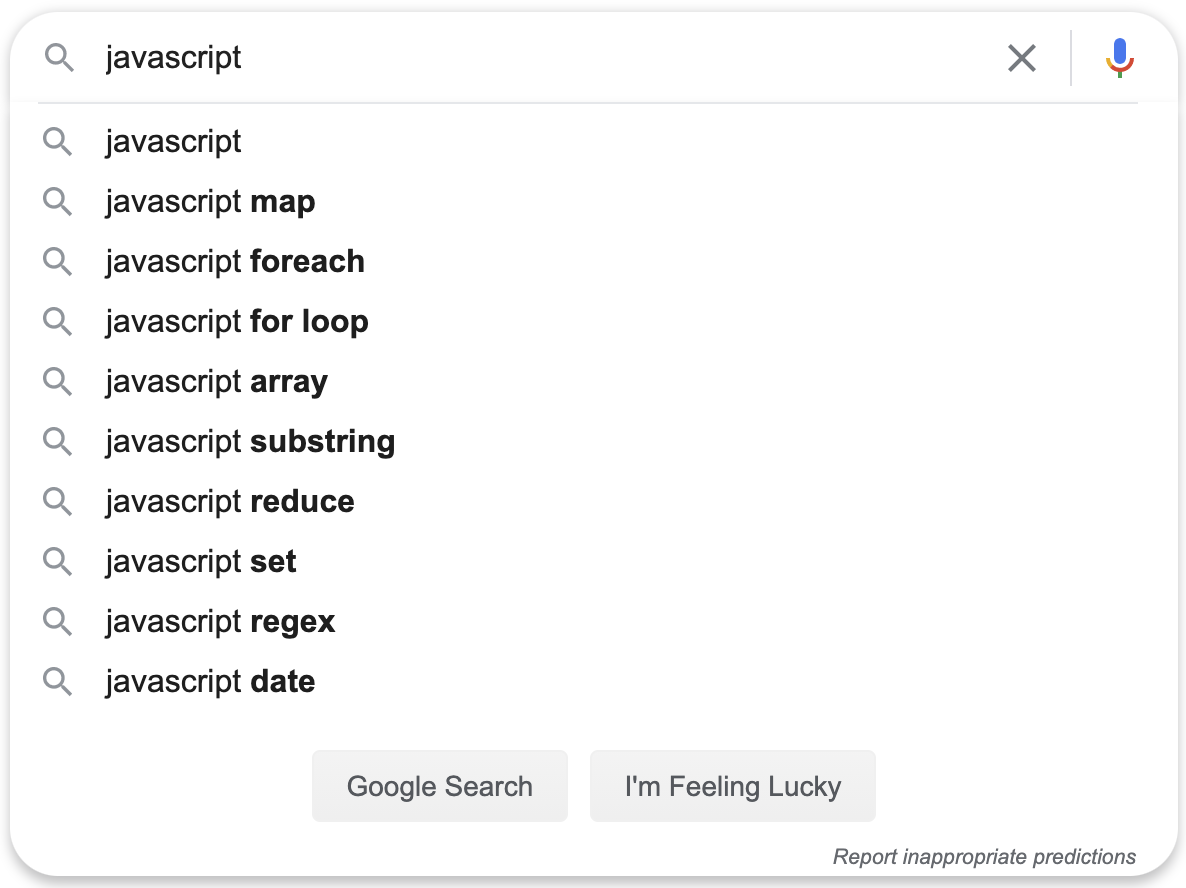 javascript
javascript
javascript map
javascript foreach
javascript for loop
javascript array
javascript substring
javascript reduce
javascript set
javascript regex
javascript date
Google Search I'm Feeling Lucky
Report inappropriate predictions